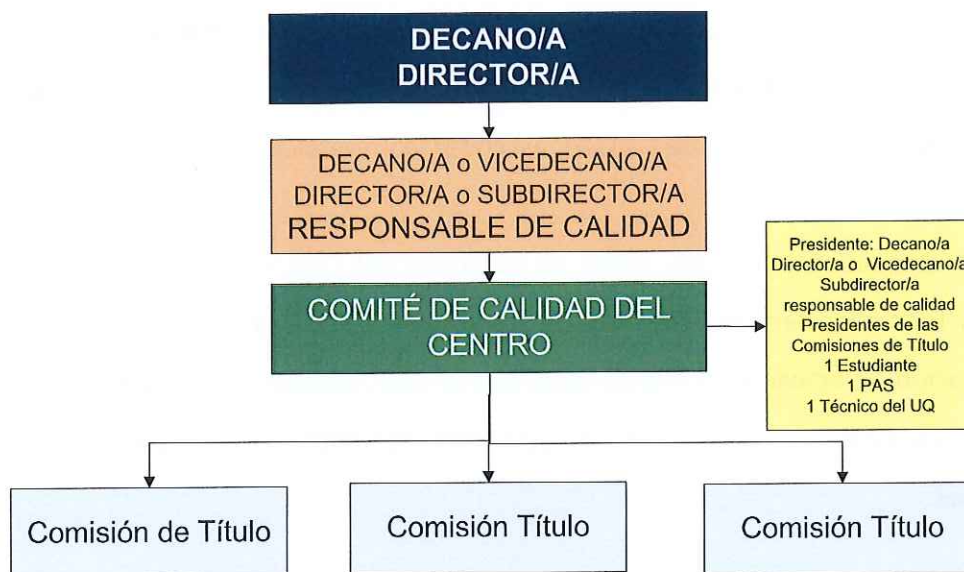 DECANO/A
DIRECTOR/A
DECANO/A o VICEDECANO/A
DIRECTOR/A o SUBDIRECTOR/A
RESPONSABLE DE CALIDAD
COMITÉ DE CALIDAD DEL
CENTRO
Presidente: Decano/a
Director/a o Vicedecano/a
Subdirector/a
responsable de calidad
Presidentes de las
Comisiones de Título
1 Estudiante
1 PAS
1 Técnico del UQ
Comisión de Título
Comisión Título
Comisión Título